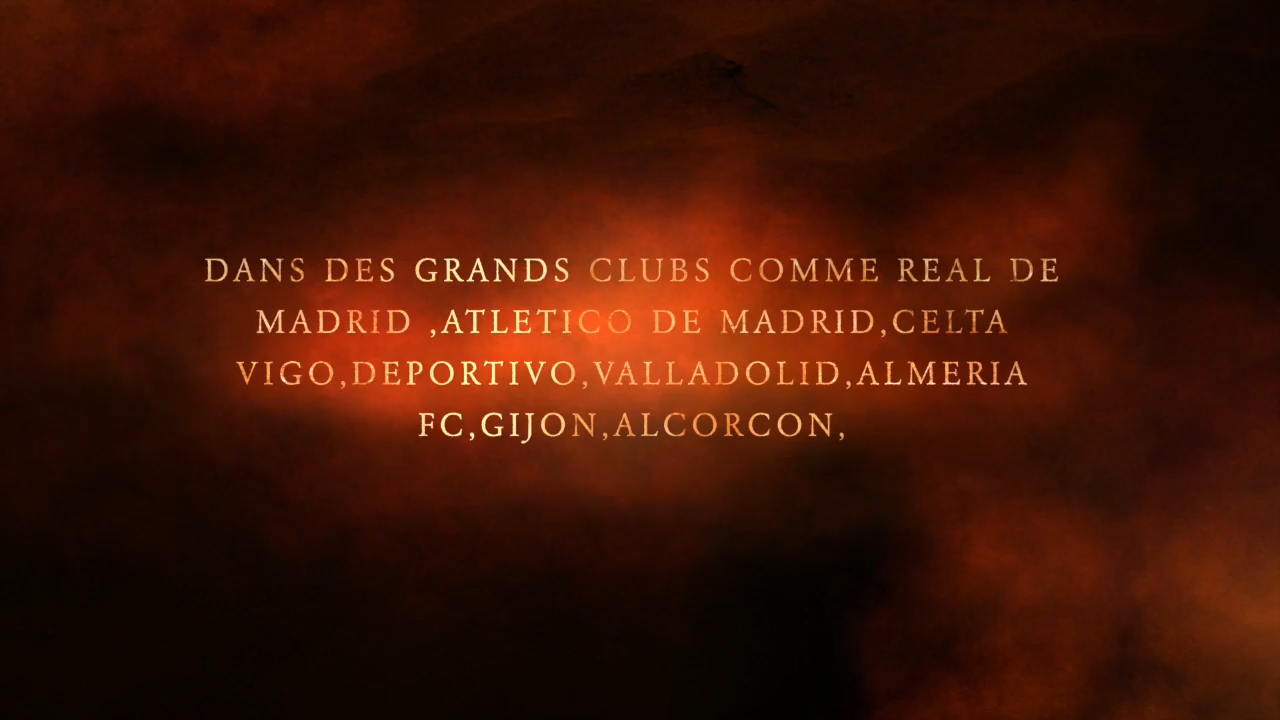 DANS DES GRANDS CLUBS COMME REAL DE
MADRID ,ATLETICO DE MADRID,CELTA
VIGO,DEPORTIVO,VALLADOLID,ALMERIA
FC,GIJON,ALCORCON,